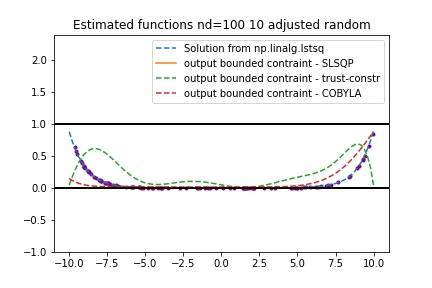 Estimated functions nd=100 10 adjusted random
Solution from np.linalg.lstsq
output bounded contraint - SLSQP
output bounded contraint - trust-constr
output bounded contraint - COBYLA
2.0
1.5
1.0
0.5
0.0
−0.5
−1.0
−10.0 −7.5 −5.0 −2.5 0.0 2.5 5.0 7.5 10.0